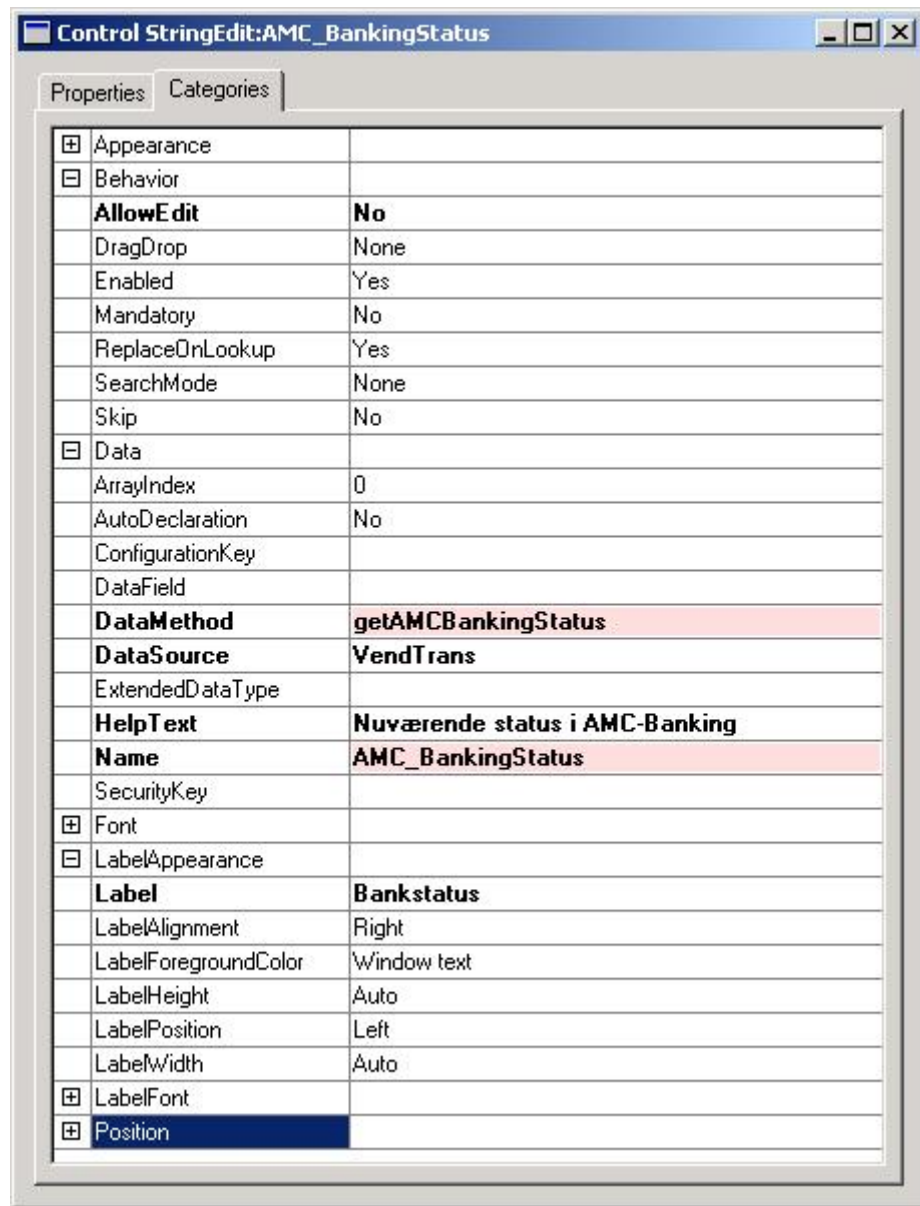 Control StringEdit:AMC_BankingStatus
Properties Categories
Appearance
Behavior
AllowEdit No
DragDrop None
Enabled Yes
Mandatory No
ReplaceOnLookup Yes
SearchMode None
Skip No
Data
ArrayIndex 0
AutoDeclaration No
ConfigurationKey
DataField
DataMethod getAMCBankingStatus
DataSource VendTrans
ExtendedDataType
HelpText Nuværende status i AMC-Banking
Name AMC_BankingStatus
SecurityKey
Font
LabelAppearance
Label Bankstatus
LabelAlignment Right
LabelForegroundColor Window text
LabelHeight Auto
LabelPosition Left
LabelWidth Auto
LabelFont
Position